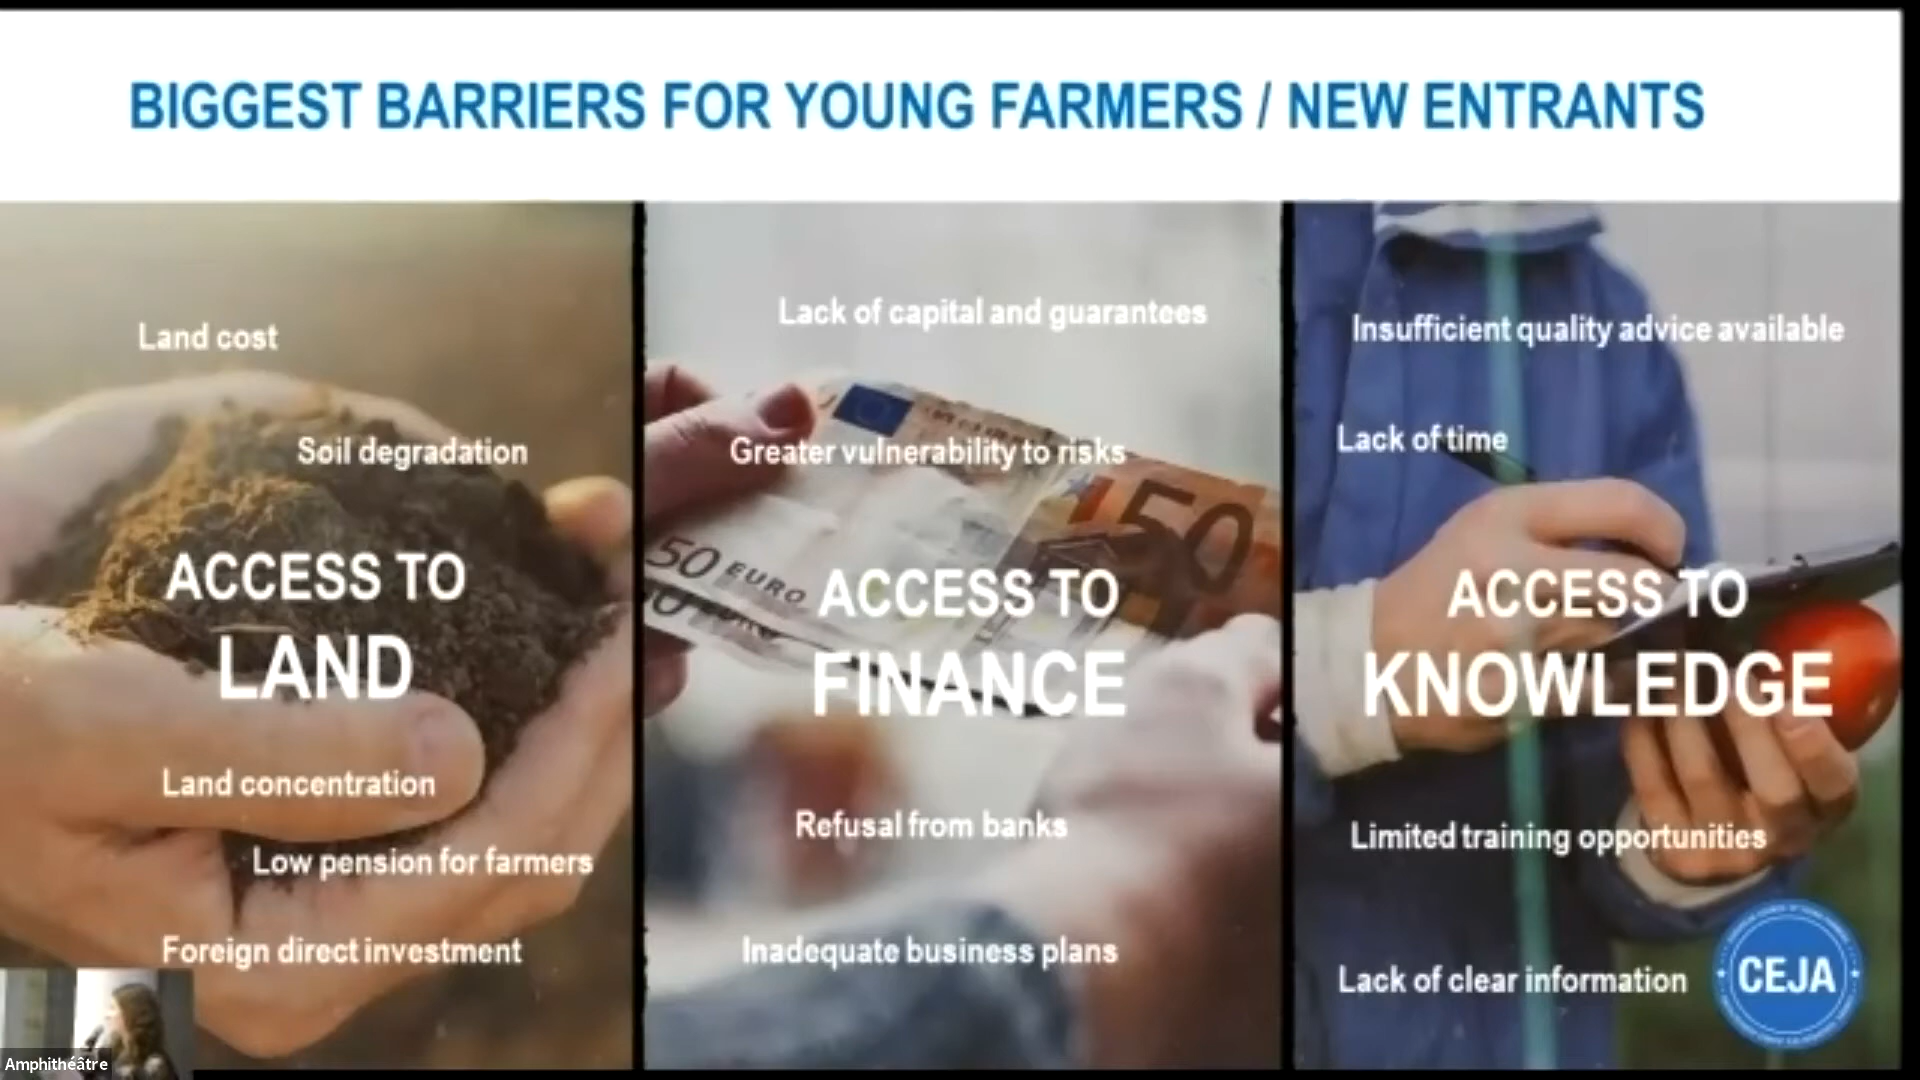 BIGGEST BARRIERS FOR YOUNG FARMERS / NEW ENTRANTS
Land cost
Soil degradation
ACCESS TO
LAND
Land concentration
Low pension for farmers
Foreign direct investment
Lack of capital and guarantees
Greater vulnerability to risks
50
50 EURO
ACCESS TO
FINANCE
Refusal from banks
Inadequate business plans
Insufficient quality advice available
Lack of time
ACCESS TO
KNOWLEDGE
Limited training opportunities
Lack of clear information
CEJA
Amphithéâtre